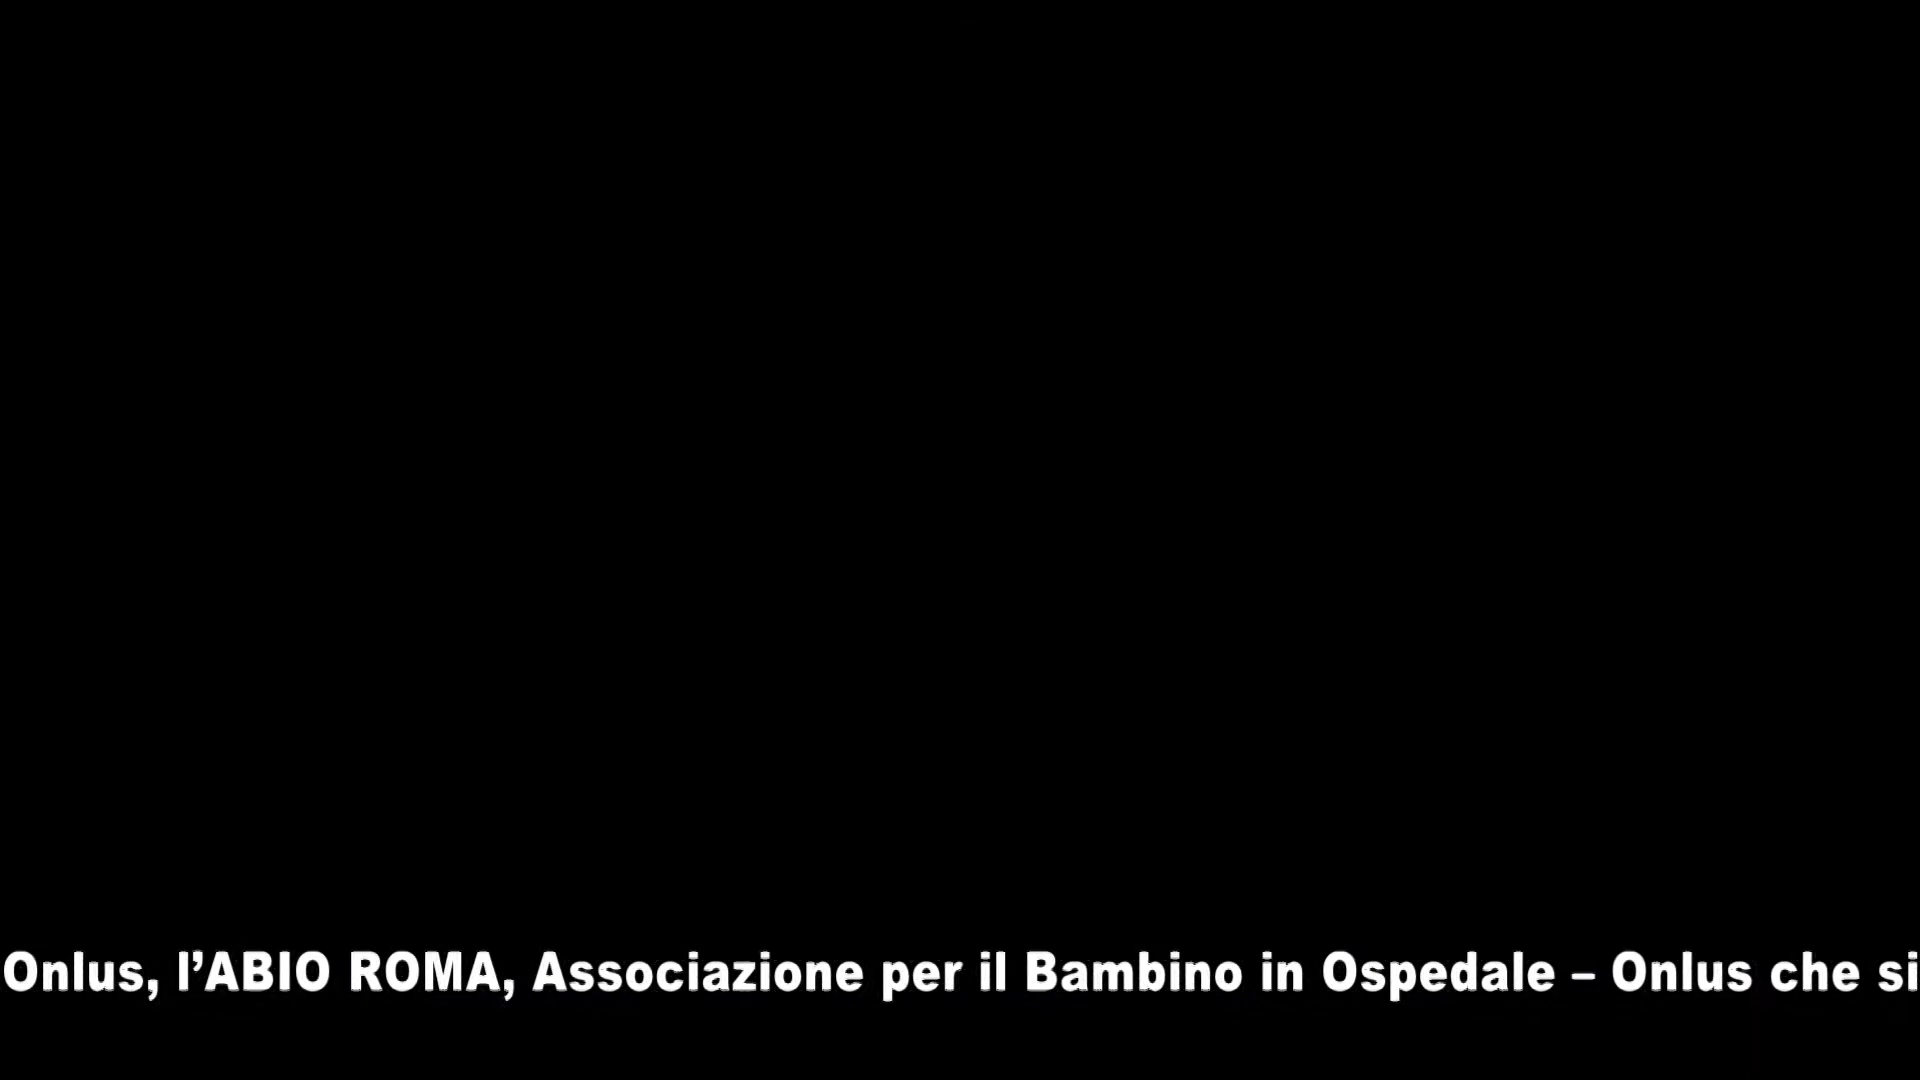 Onlus, l’ABIO ROMA, Associazione per il Bambino in Ospedale – Onlus che si